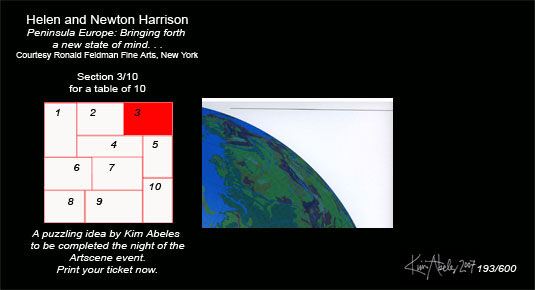 Helen and Newton Harrison
Peninsula Europe: Bringing forth
a new state of mind. . .
Courtesy Ronald Feldman Fine Arts, New York
Section 3/10
for a table of 10
1 2 3
4 5
6 7
10
8 9
A puzzling idea by Kim Abeles
to be completed the night of the
Artscene event.
Print your ticket now.
Kim Abeles 2007 193/600